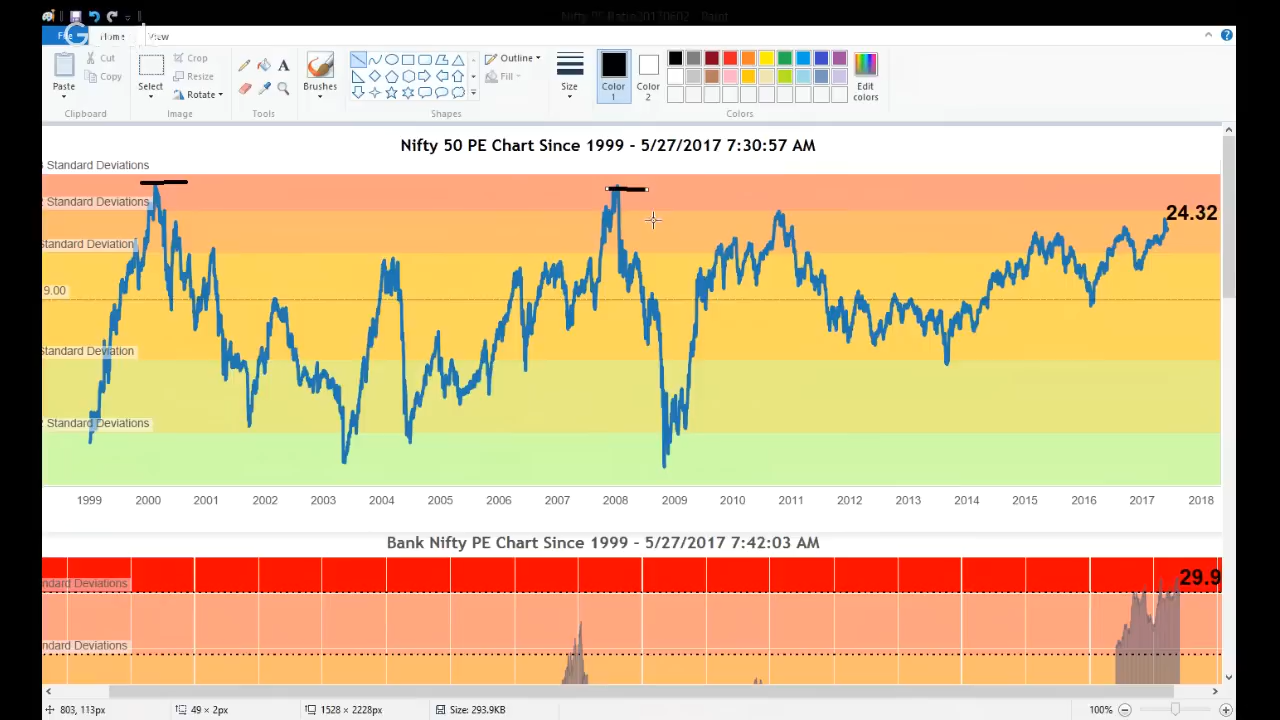 File Home View
Cut
Copy
Paste
Clipboard
Select
Crop
Resize
Rotate
Image
A
Tools
Brushes
Outline
Fill
Shapes
Size
Color 1
Color 2
Edit colors
Colors
Nifty 50 PE Chart Since 1999 - 5/27/2017 7:30:57 AM
Standard Deviations
Standard Deviations
24.32
Standard Deviation
9.00
Standard Deviation
Standard Deviations
1999 2000 2001 2002 2003 2004 2005 2006 2007 2008 2009 2010 2011 2012 2013 2014 2015 2016 2017 2018
Bank Nifty PE Chart Since 1999 - 5/27/2017 7:42:03 AM
29.9
ndard Deviations
ndard Deviations
803, 113px 49 × 2px 1528 × 2228px Size: 293.9KB 100%